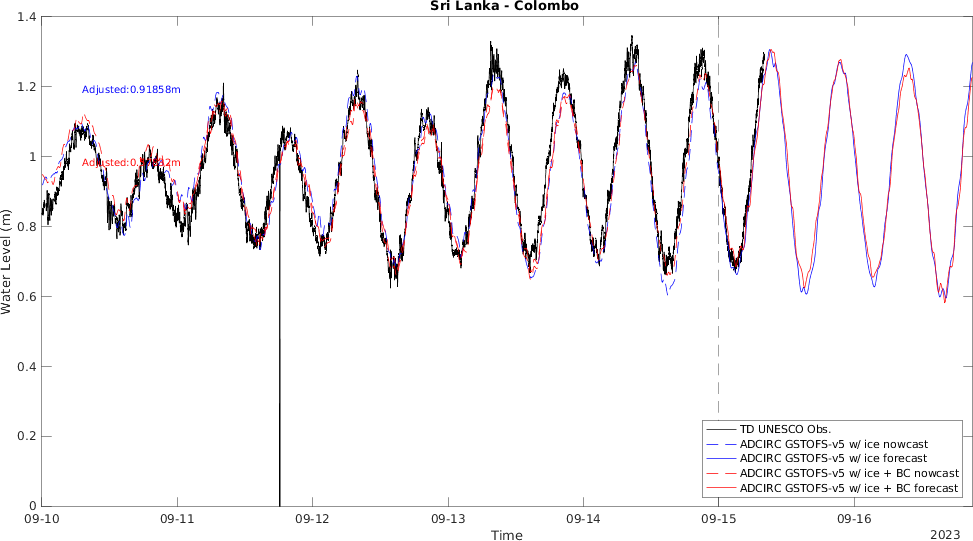 Sri Lanka - Colombo
1.4
1.2
1
0.8
0.6
0.4
0.2
0
Water Level (m)
Adjusted:0.91858m
09-10
09-11
09-12
09-13
09-14
09-15
09-16
Time
2023
TD UNESCO Obs.
ADCIRC GSTOFS-v5 w/ ice nowcast
ADCIRC GSTOFS-v5 w/ ice forecast
ADCIRC GSTOFS-v5 w/ ice + BC nowcast
ADCIRC GSTOFS-v5 w/ ice + BC forecast